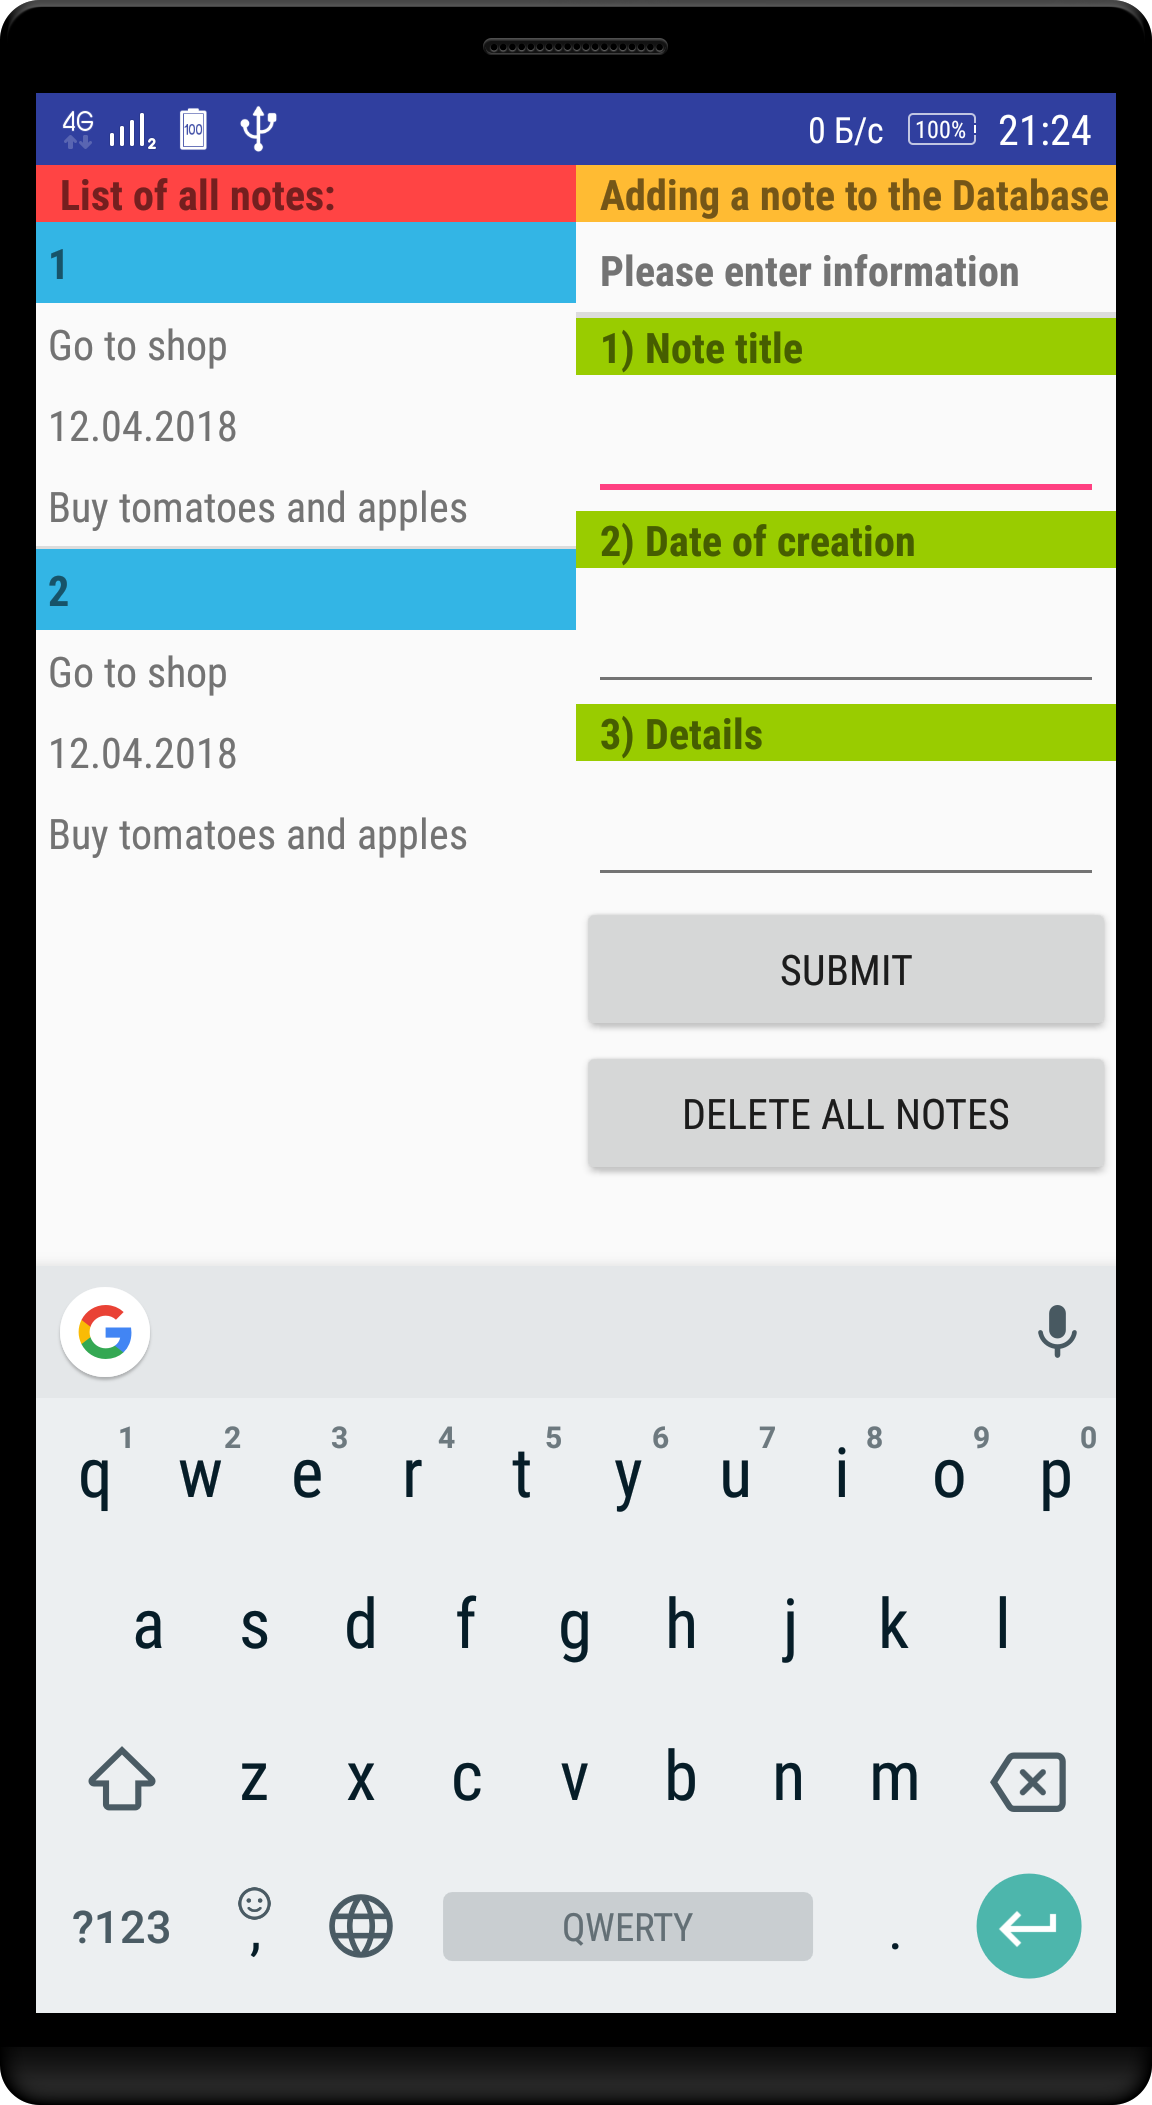 4G 2 100 0 Б/с 100% 21:24
List of all notes:
1
Go to shop
12.04.2018
Buy tomatoes and apples
2
Go to shop
12.04.2018
Buy tomatoes and apples
Adding a note to the Database
Please enter information
1) Note title
2) Date of creation
3) Details
SUBMIT
DELETE ALL NOTES
G
1 2 3 4 5 6 7 8 9 0
q w e r t y u i o p
a s d f g h j k l
z x c v b n m
?123 , QWERTY .